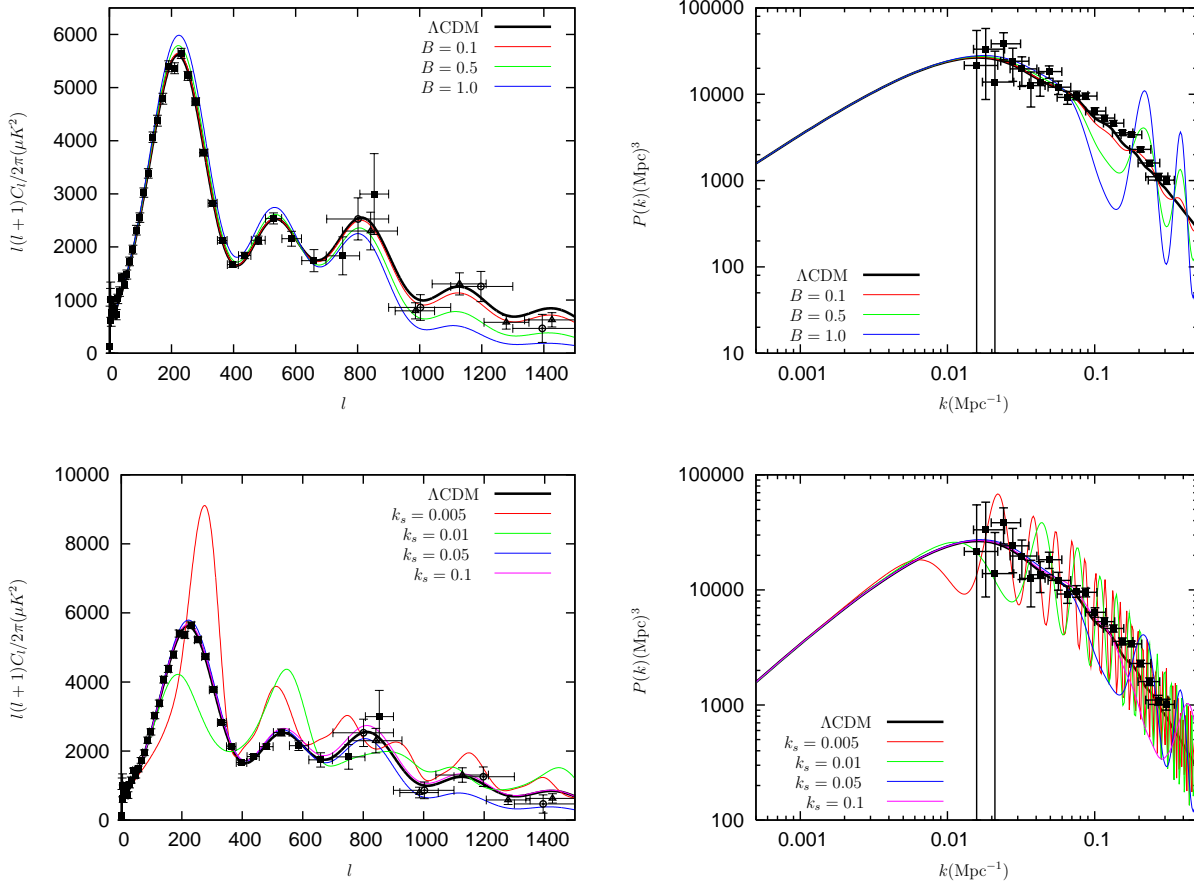 6000
5000
4000
3000
2000
1000
0
0 200 400 600 800 1000 1200 1400
l(l + 1)C_l/2π(μK²)
l
ΛCDM
B = 0.1
B = 0.5
B = 1.0
100000
10000
1000
100
10
0.001 0.01 0.1
P(k)(Mpc)³
k(Mpc⁻¹)
ΛCDM
B = 0.1
B = 0.5
B = 1.0
10000
8000
6000
4000
2000
0
0 200 400 600 800 1000 1200 1400
l(l + 1)C_l/2π(μK²)
l
ΛCDM
k_s = 0.005
k_s = 0.01
k_s = 0.05
k_s = 0.1
100000
10000
1000
100
0.001 0.01 0.1
P(k)(Mpc)³
k(Mpc⁻¹)
ΛCDM
k_s = 0.005
k_s = 0.01
k_s = 0.05
k_s = 0.1